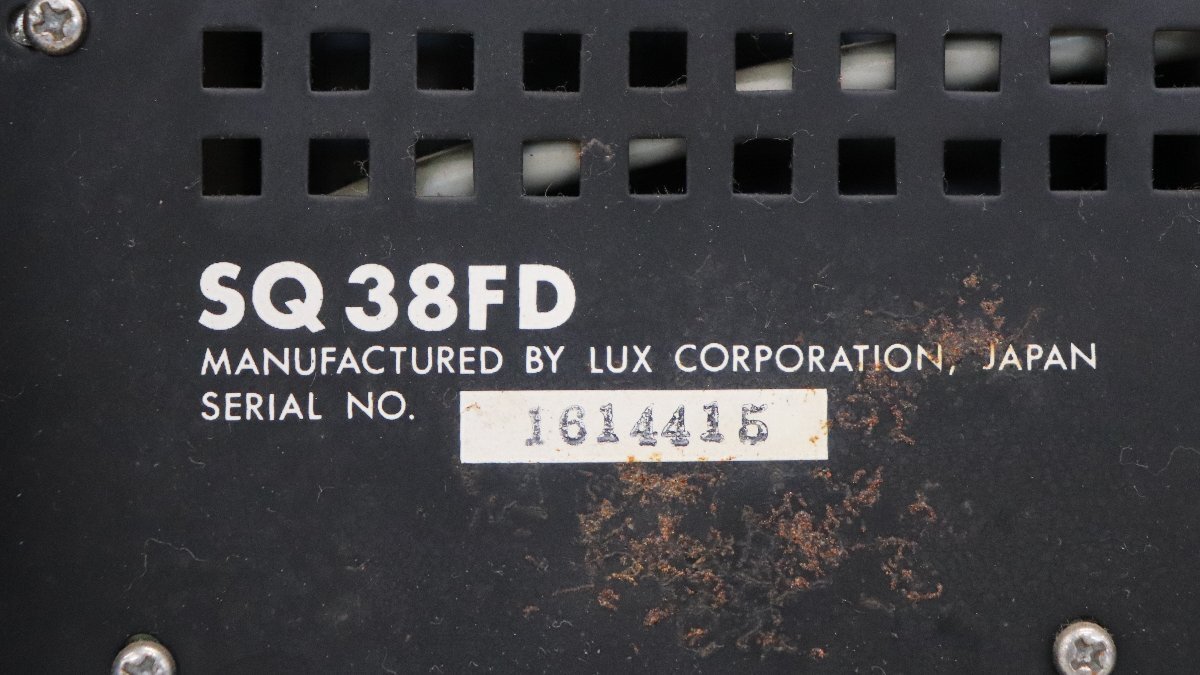 SQ 38FD
MANUFACTURED BY LUX CORPORATION, JAPAN
SERIAL NO. 1614415